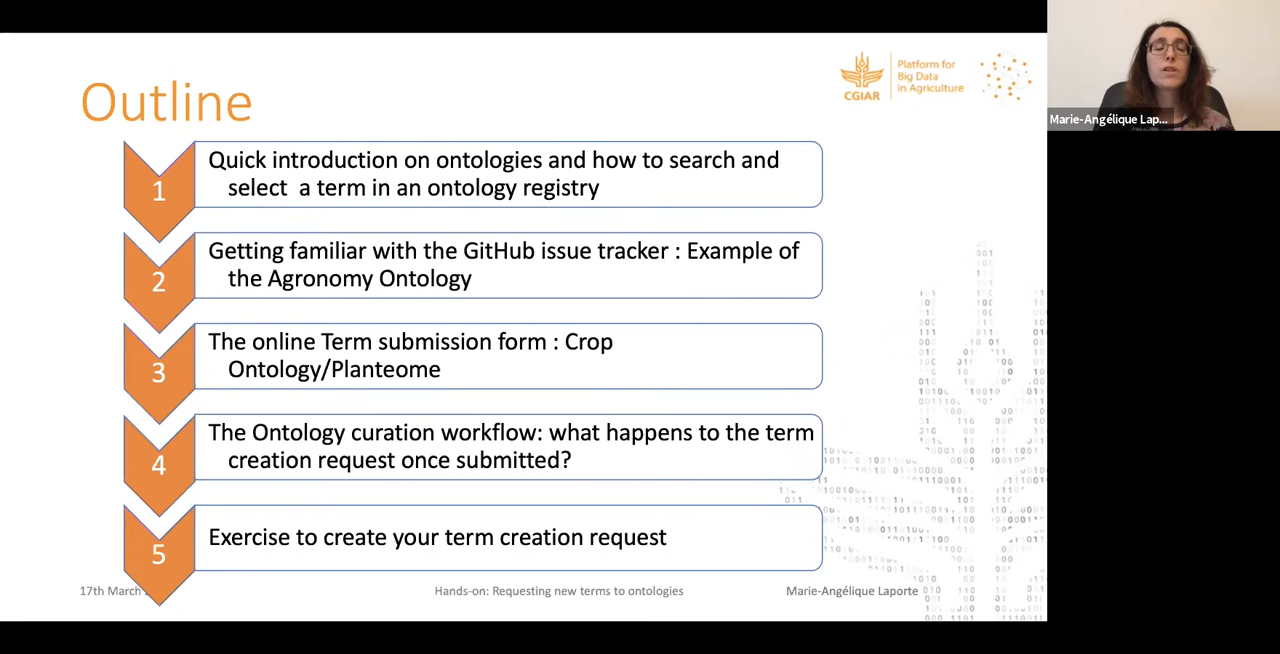 Outline
CGIAR
Platform for
Big Data
in Agriculture
Marie-Angélique Lap...
1
Quick introduction on ontologies and how to search and
select a term in an ontology registry
2
Getting familiar with the GitHub issue tracker : Example of
the Agronomy Ontology
3
The online Term submission form : Crop
Ontology/Planteome
4
The Ontology curation workflow: what happens to the term
creation request once submitted?
5
Exercise to create your term creation request
17th March
Hands-on: Requesting new terms to ontologies
Marie-Angélique Laporte